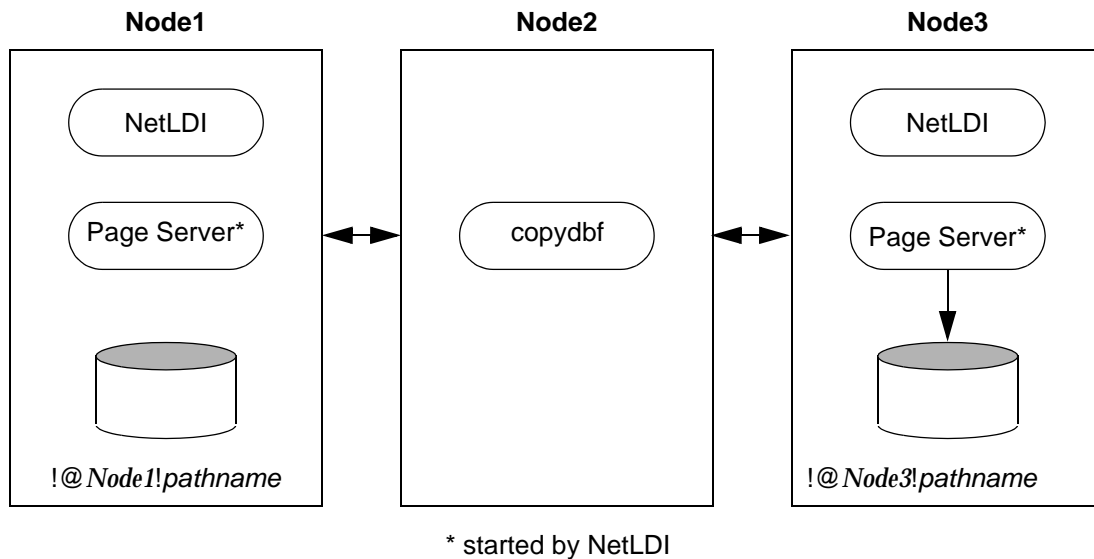 Node1
Node2
Node3
NetLDI
NetLDI
Page Server*
copydbf
Page Server*
!@Node1!pathname
!@Node3!pathname
* started by NetLDI